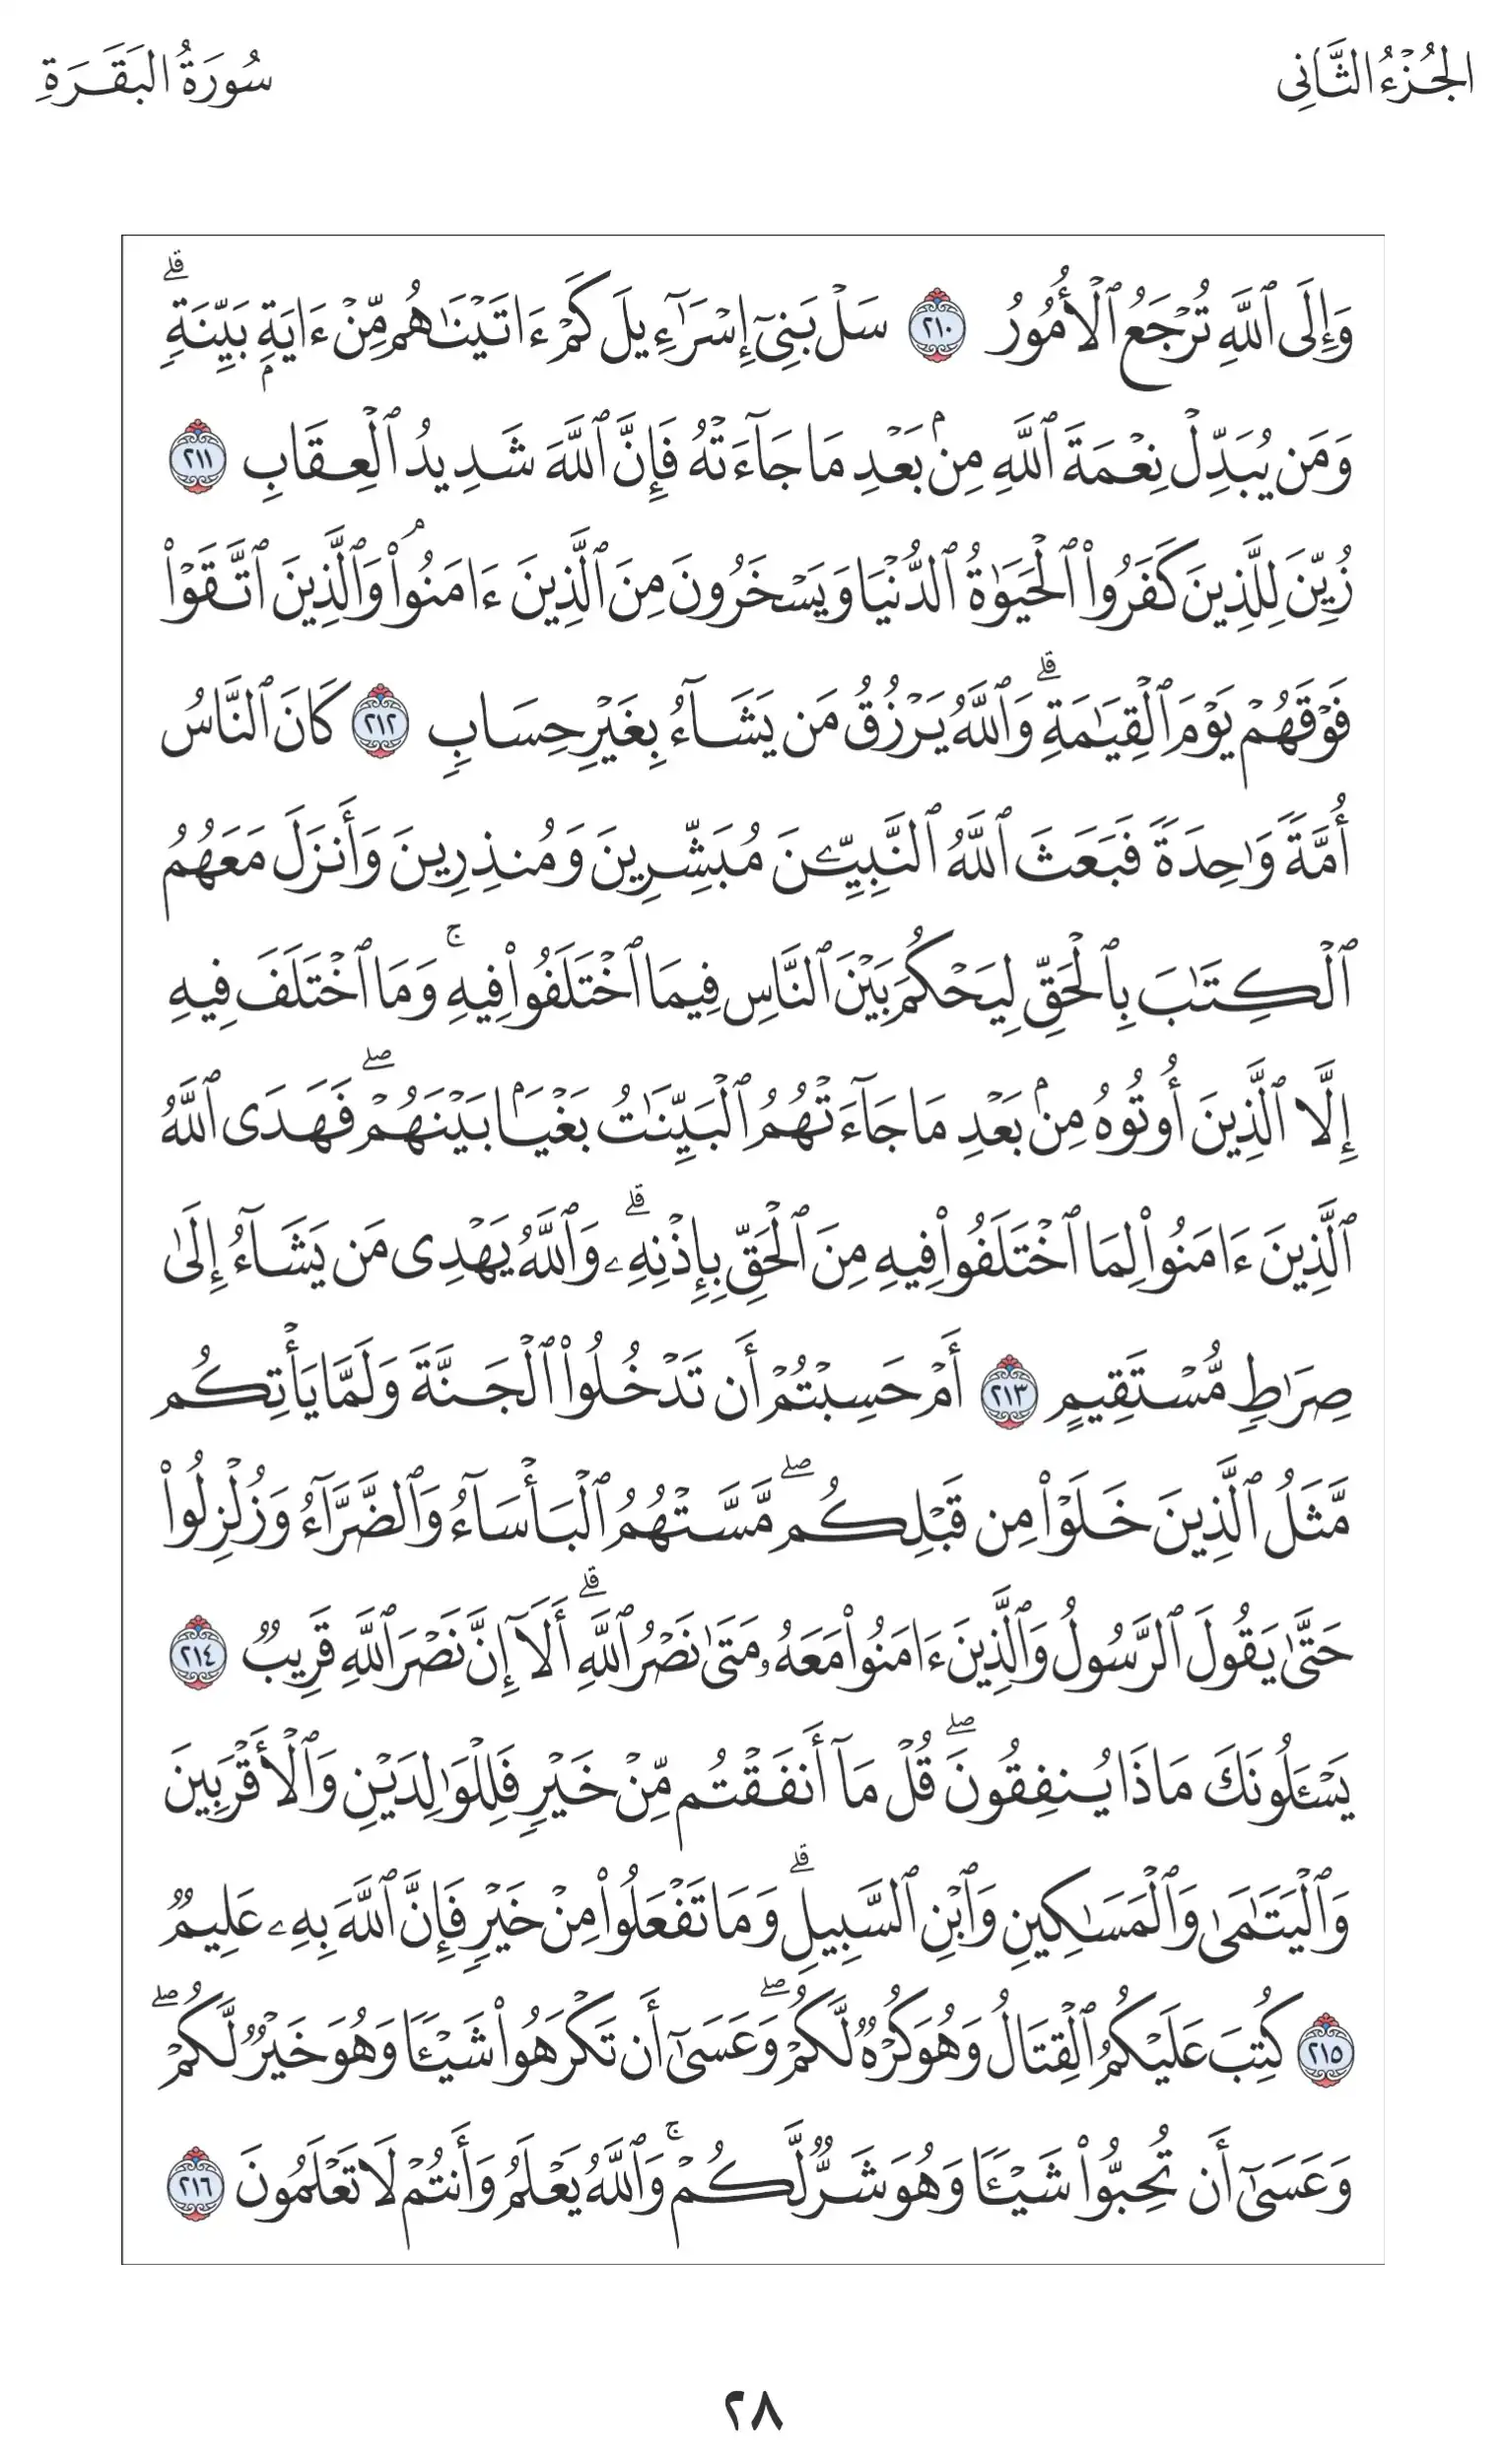 الجُزْءُ الثَّانِي سُورَةُ البَقَرَةِ
وَإِلَى ٱللَّهِ تُرْجَعُ ٱلْأُمُورُ ٢١٠ سَلْ بَنِيٓ إِسْرَٰٓءِيلَ كَمْ ءَاتَيْنَٰهُم مِّنْ ءَايَةٍۭ بَيِّنَةٍۗ
وَمَن يُبَدِّلْ نِعْمَةَ ٱللَّهِ مِنۢ بَعْدِ مَا جَآءَتْهُ فَإِنَّ ٱللَّهَ شَدِيدُ ٱلْعِقَابِ ٢١١
زُيِّنَ لِلَّذِينَ كَفَرُوا۟ ٱلْحَيَوٰةُ ٱلدُّنْيَا وَيَسْخَرُونَ مِنَ ٱلَّذِينَ ءَامَنُوا۟ۘ وَٱلَّذِينَ ٱتَّقَوْا۟
فَوْقَهُمْ يَوْمَ ٱلْقِيَٰمَةِۗ وَٱللَّهُ يَرْزُقُ مَن يَشَآءُ بِغَيْرِ حِسَابٍ ٢١٢ كَانَ ٱلنَّاسُ
أُمَّةً وَٰحِدَةً فَبَعَثَ ٱللَّهُ ٱلنَّبِيِّـۧنَ مُبَشِّرِينَ وَمُنذِرِينَ وَأَنزَلَ مَعَهُمُ
ٱلْكِتَٰبَ بِٱلْحَقِّ لِيَحْكُمَ بَيْنَ ٱلنَّاسِ فِيمَا ٱخْتَلَفُوا۟ فِيهِۚ وَمَا ٱخْتَلَفَ فِيهِ
إِلَّا ٱلَّذِينَ أُوتُوهُ مِنۢ بَعْدِ مَا جَآءَتْهُمُ ٱلْبَيِّنَٰتُ بَغْيَۢا بَيْنَهُمْۖ فَهَدَى ٱللَّهُ
ٱلَّذِينَ ءَامَنُوا۟ لِمَا ٱخْتَلَفُوا۟ فِيهِ مِنَ ٱلْحَقِّ بِإِذْنِهِۦۗ وَٱللَّهُ يَهْدِى مَن يَشَآءُ إِلَىٰ
صِرَٰطٍ مُّسْتَقِيمٍ ٢١٣ أَمْ حَسِبْتُمْ أَن تَدْخُلُوا۟ ٱلْجَنَّةَ وَلَمَّا يَأْتِكُم
مَّثَلُ ٱلَّذِينَ خَلَوْا۟ مِن قَبْلِكُمۖ مَّسَّتْهُمُ ٱلْبَأْسَآءُ وَٱلضَّرَّآءُ وَزُلْزِلُوا۟
حَتَّىٰ يَقُولَ ٱلرَّسُولُ وَٱلَّذِينَ ءَامَنُوا۟ مَعَهُۥ مَتَىٰ نَصْرُ ٱللَّهِۗ أَلَآ إِنَّ نَصْرَ ٱللَّهِ قَرِيبٌ ٢١٤
يَسْـَٔلُونَكَ مَاذَا يُنفِقُونَۖ قُلْ مَآ أَنفَقْتُم مِّنْ خَيْرٍ فَلِلْوَٰلِدَيْنِ وَٱلْأَقْرَبِينَ
وَٱلْيَتَٰمَىٰ وَٱلْمَسَٰكِينِ وَٱبْنِ ٱلسَّبِيلِۗ وَمَا تَفْعَلُوا۟ مِنْ خَيْرٍ فَإِنَّ ٱللَّهَ بِهِۦ عَلِيمٌ
٢١٥ كُتِبَ عَلَيْكُمُ ٱلْقِتَالُ وَهُوَ كُرْهٌ لَّكُمْۖ وَعَسَىٰٓ أَن تَكْرَهُوا۟ شَيْـًٔا وَهُوَ خَيْرٌ لَّكُمْۖ
وَعَسَىٰٓ أَن تُحِبُّوا۟ شَيْـًٔا وَهُوَ شَرٌّ لَّكُمْۚ وَٱللَّهُ يَعْلَمُ وَأَنتُمْ لَا تَعْلَمُونَ ٢١٦
٢٨